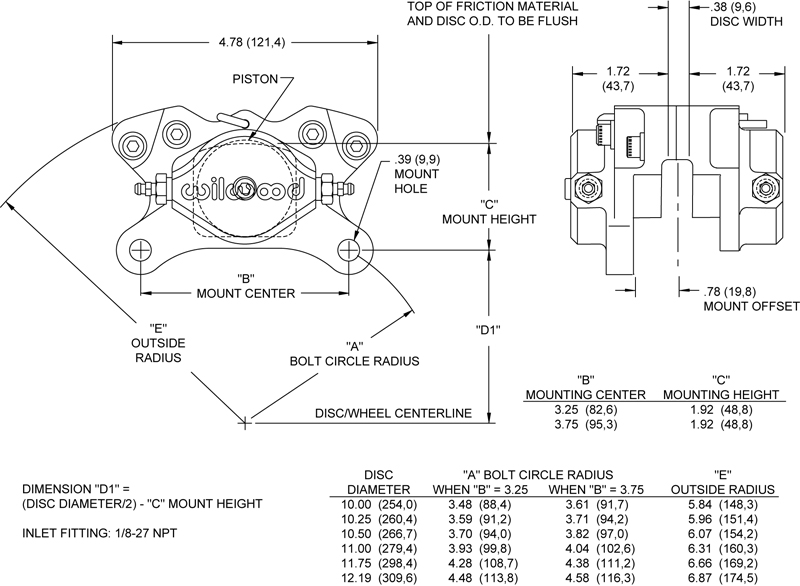 TOP OF FRICTION MATERIAL
AND DISC O.D. TO BE FLUSH
.38 (9,6)
DISC WIDTH
4.78 (121,4)
1.72
(43,7)
1.72
(43,7)
PISTON
.39 (9,9)
MOUNT
HOLE
wilwood
"C"
MOUNT HEIGHT
"B"
MOUNT CENTER
.78 (19,8)
MOUNT OFFSET
"E"
OUTSIDE
RADIUS
"D1"
"A"
BOLT CIRCLE RADIUS
DISC/WHEEL CENTERLINE
"B" "C"
MOUNTING CENTER MOUNTING HEIGHT
3.25 (82,6) 1.92 (48,8)
3.75 (95,3) 1.92 (48,8)
DIMENSION "D1" =
(DISC DIAMETER/2) - "C" MOUNT HEIGHT
INLET FITTING: 1/8-27 NPT
DISC "A" BOLT CIRCLE RADIUS "E"
DIAMETER WHEN "B" = 3.25 WHEN "B" = 3.75 OUTSIDE RADIUS
10.00 (254,0) 3.48 (88,4) 3.61 (91,7) 5.84 (148,3)
10.25 (260,4) 3.59 (91,2) 3.71 (94,2) 5.96 (151,4)
10.50 (266,7) 3.70 (94,0) 3.82 (97,0) 6.07 (154,2)
11.00 (279,4) 3.93 (99,8) 4.04 (102,6) 6.31 (160,3)
11.75 (298,4) 4.28 (108,7) 4.38 (111,2) 6.66 (169,2)
12.19 (309,6) 4.48 (113,8) 4.58 (116,3) 6.87 (174,5)